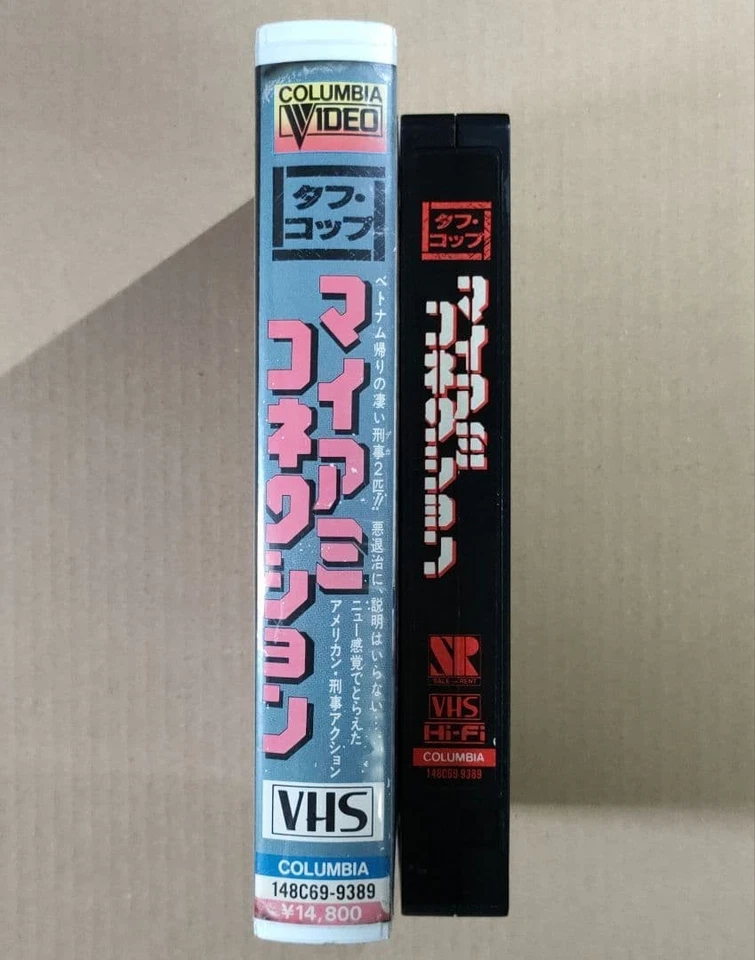 COLUMBIA
VIDEO
タフ・
コップ
ベトナム帰りの凄い刑事2匹!!
悪退治に、説明はいらない…
マイアミ
コネクション
ニュー感覚でとらえた
アメリカン・刑事アクション
VHS
COLUMBIA
148C69-9389
¥14,800
タフ・
コップ
マイアミ
コネクション
SALE
RENT
VHS
Hi-Fi
COLUMBIA
148C69-9389